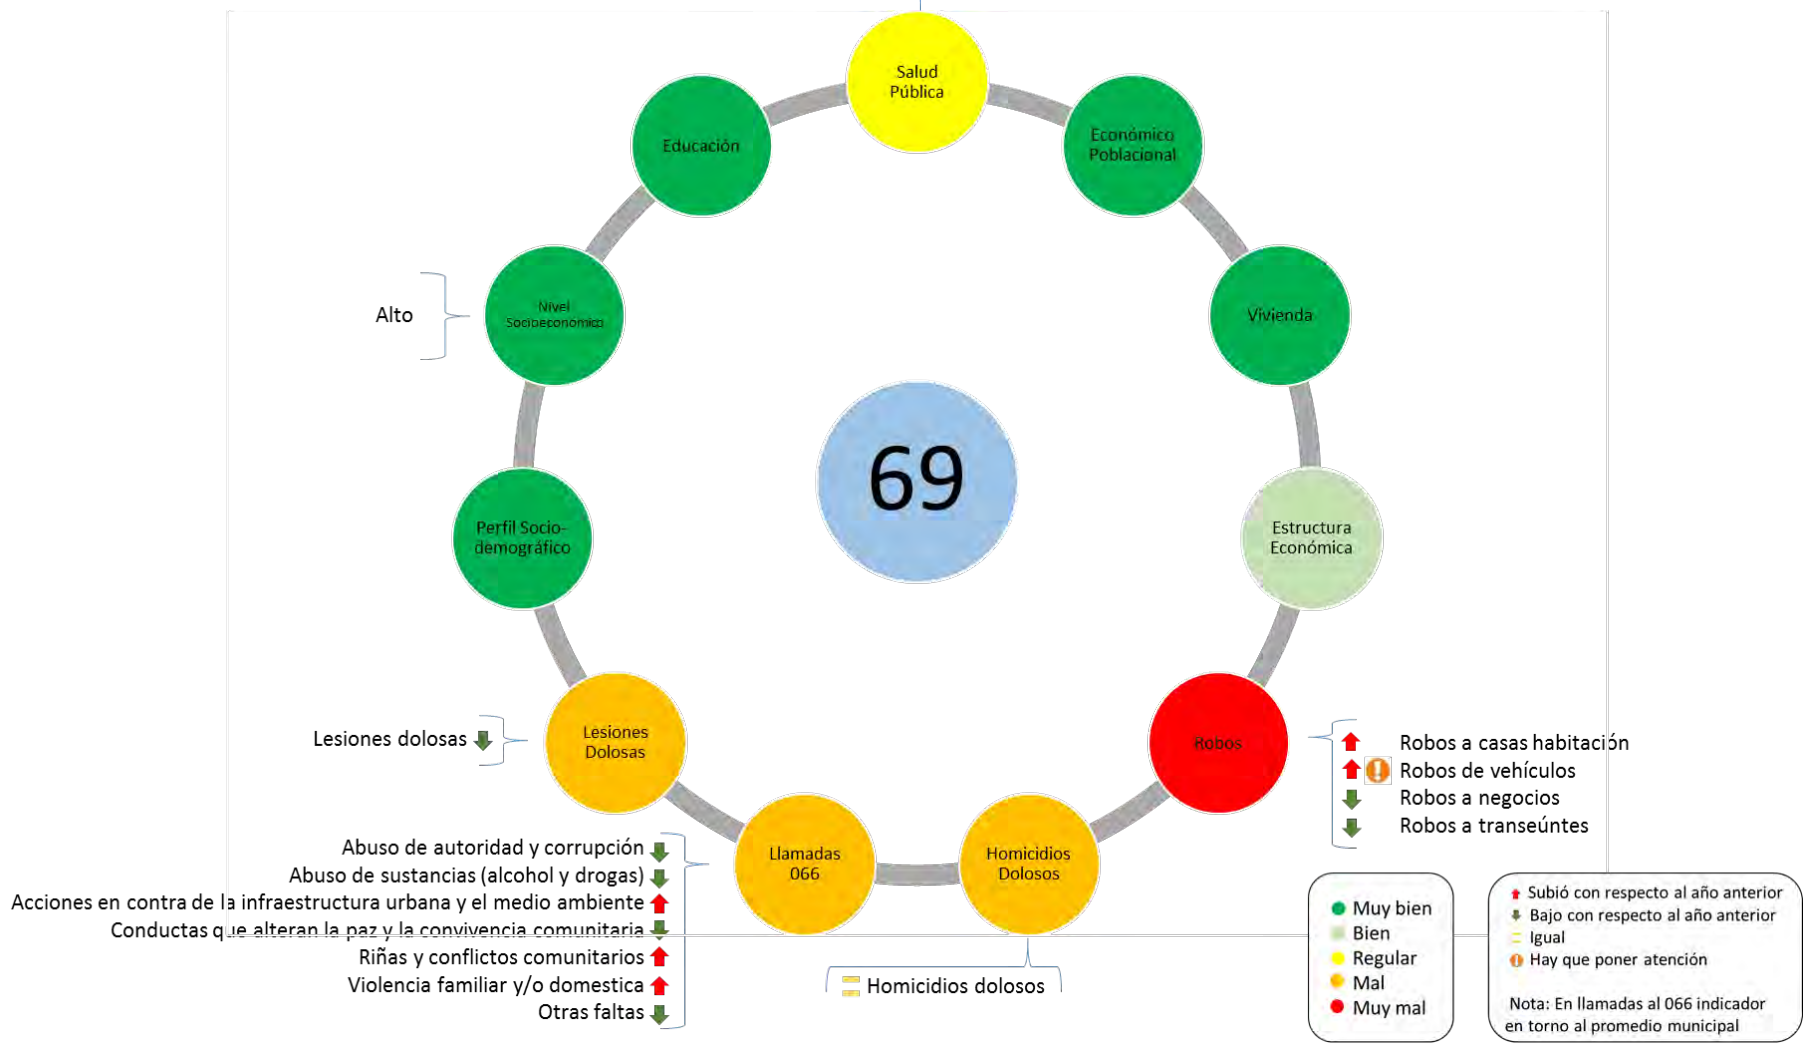 Salud
Pública
Educación
Económico
Poblacional
Alto
Nivel
Socioeconómico
Vivienda
69
Perfil Socio-
demográfico
Estructura
Económica
Lesiones dolosas
Lesiones
Dolosas
Robos
Robos a casas habitación
Robos de vehículos
Robos a negocios
Robos a transeúntes
Abuso de autoridad y corrupción
Abuso de sustancias (alcohol y drogas)
Acciones en contra de la infraestructura urbana y el medio ambiente
Conductas que alteran la paz y la convivencia comunitaria
Riñas y conflictos comunitarios
Violencia familiar y/o domestica
Otras faltas
Llamadas
066
Homicidios
Dolosos
Homicidios dolosos
Muy bien
Bien
Regular
Mal
Muy mal
Subió con respecto al año anterior
Bajo con respecto al año anterior
Igual
Hay que poner atención
Nota: En llamadas al 066 indicador
en torno al promedio municipal